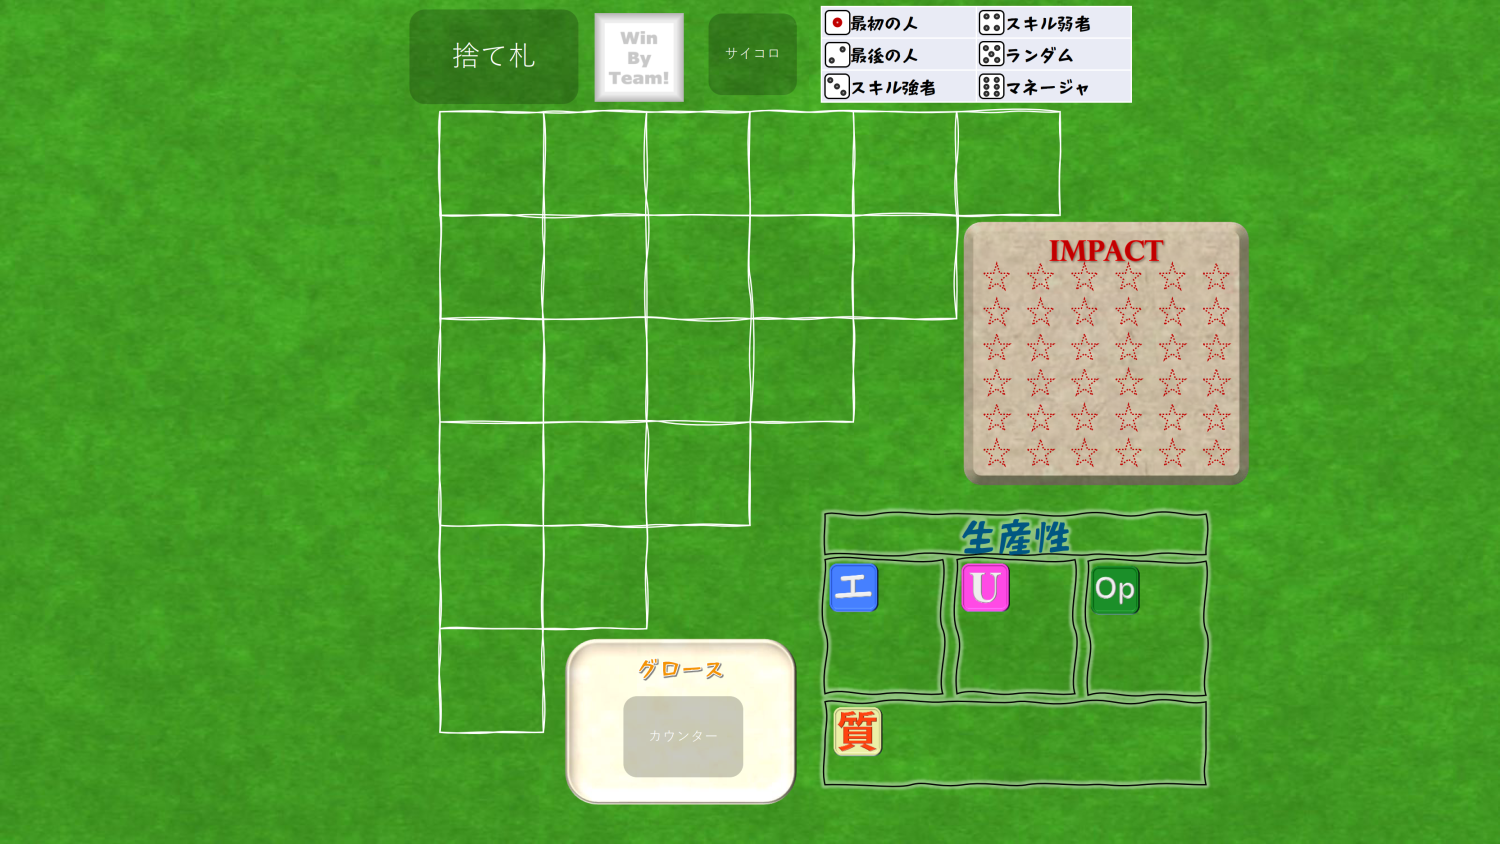 捨て札
Win
By
Team!
サイコロ
最初の人
スキル弱者
最後の人
ランダム
スキル強者
マネージャ
IMPACT
生産性
エ
U
Op
グロース
カウンター
質